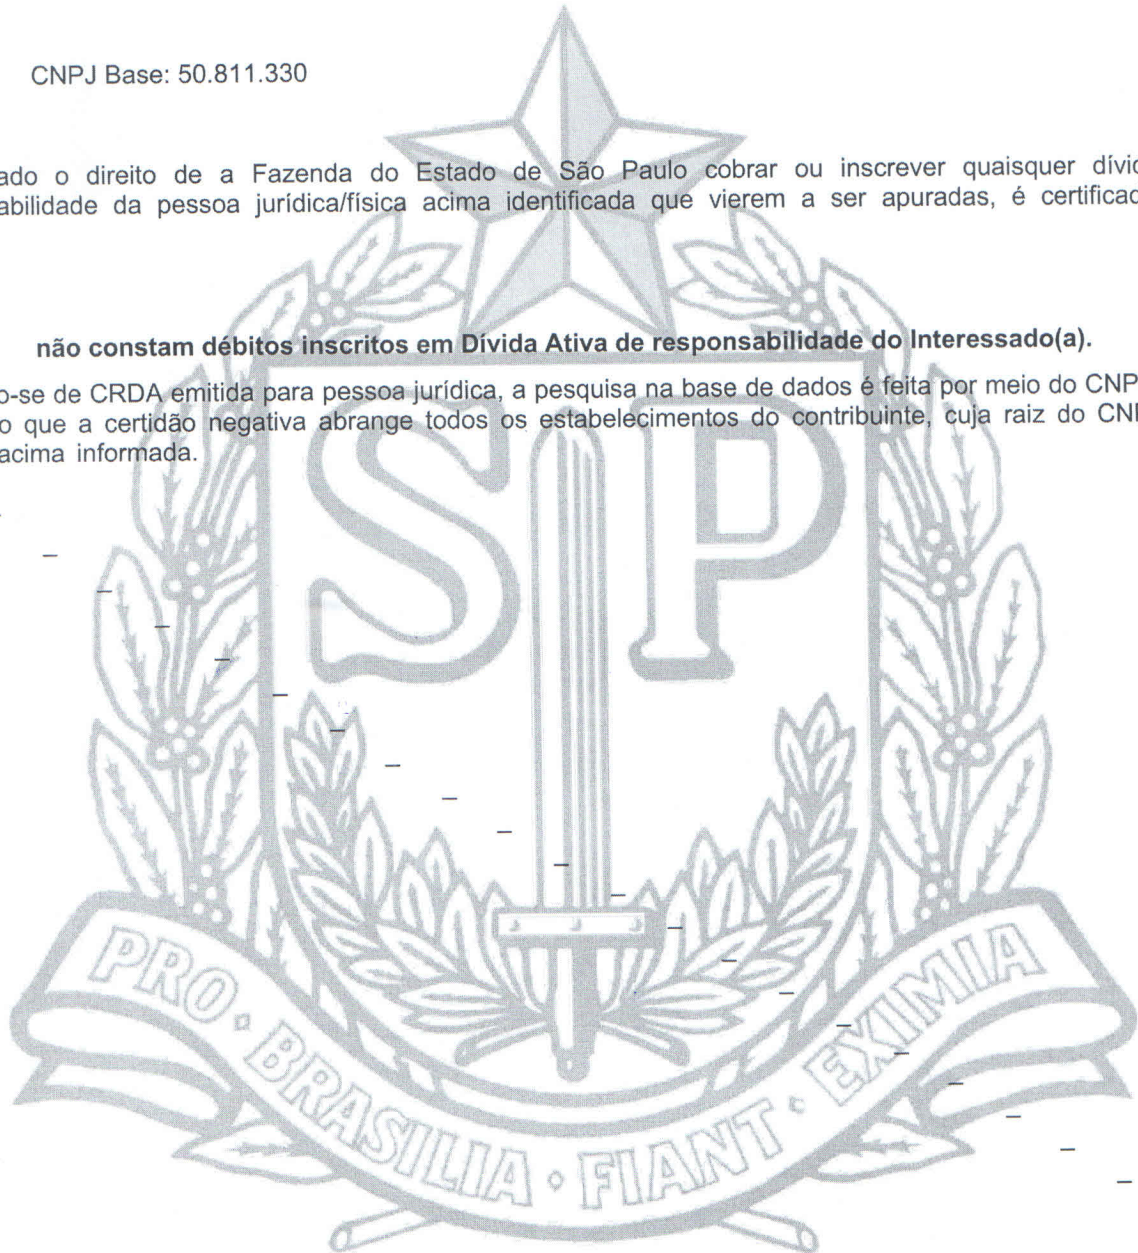 CNPJ Base: 50.811.330
ado o direito de a Fazenda do Estado de São Paulo cobrar ou inscrever quaisquer dívid
abilidade da pessoa jurídica/física acima identificada que vierem a ser apuradas, é certificad
não constam débitos inscritos em Dívida Ativa de responsabilidade do Interessado(a).
o-se de CRDA emitida para pessoa jurídica, a pesquisa na base de dados é feita por meio do CNP
o que a certidão negativa abrange todos os estabelecimentos do contribuinte, cuja raiz do CN
acima informada.
SP
PRO · BRASILIA · FIANT · EXIMIA